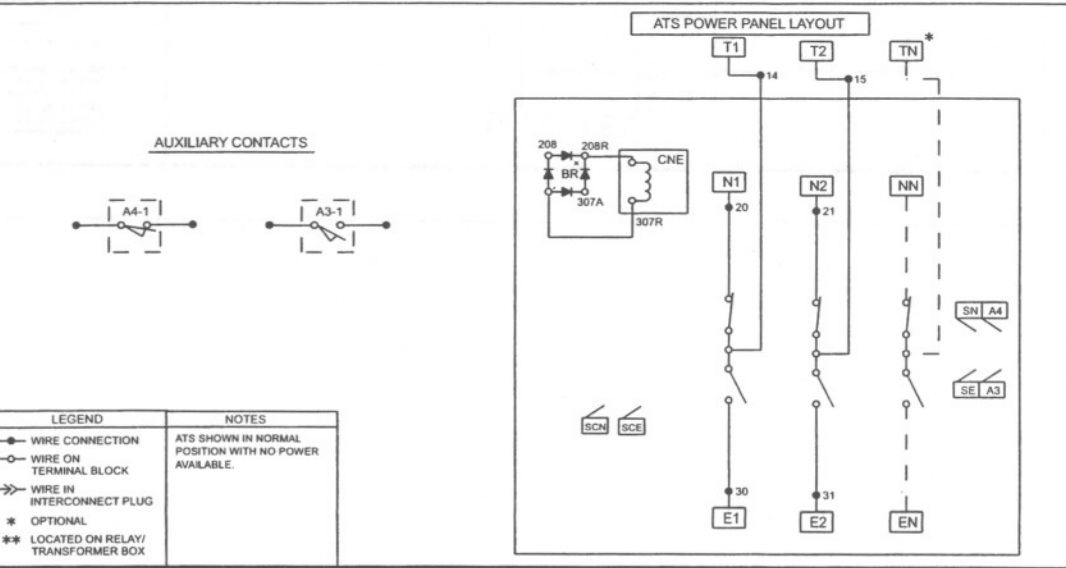 ATS POWER PANEL LAYOUT
T1
T2
TN
*
14
15
AUXILIARY CONTACTS
A4-1
A3-1
208
208R
CNE
*
BR
307A
307R
N1
N2
NN
20
21
SN A4
SE A3
SCN
SCE
30
31
E1
E2
EN
LEGEND
WIRE CONNECTION
WIRE ON
TERMINAL BLOCK
WIRE IN
INTERCONNECT PLUG
* OPTIONAL
** LOCATED ON RELAY/
TRANSFORMER BOX
NOTES
ATS SHOWN IN NORMAL
POSITION WITH NO POWER
AVAILABLE.